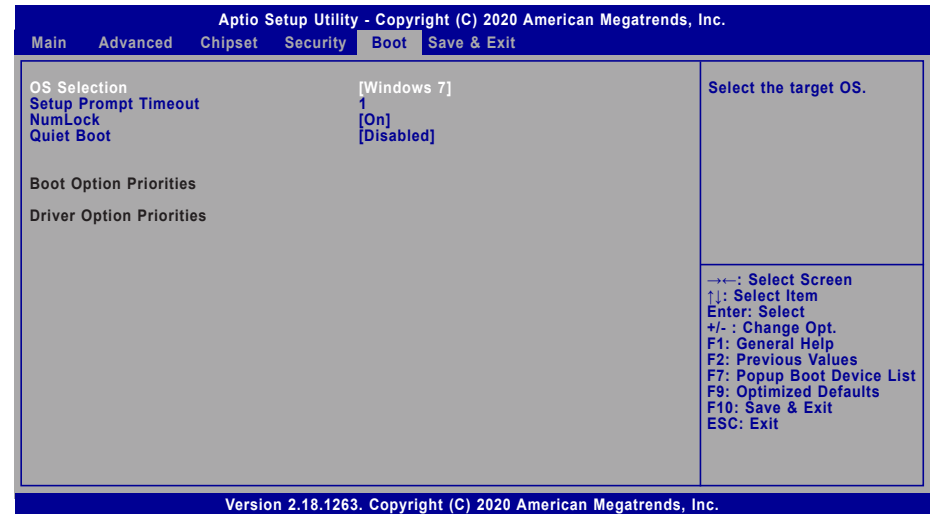 Aptio Setup Utility - Copyright (C) 2020 American Megatrends, Inc.
Main Advanced Chipset Security Boot Save & Exit
OS Selection [Windows 7]
Setup Prompt Timeout 1
NumLock [On]
Quiet Boot [Disabled]
Boot Option Priorities
Driver Option Priorities
Select the target OS.
→←: Select Screen
↑↓: Select Item
Enter: Select
+/- : Change Opt.
F1: General Help
F2: Previous Values
F7: Popup Boot Device List
F9: Optimized Defaults
F10: Save & Exit
ESC: Exit
Version 2.18.1263. Copyright (C) 2020 American Megatrends, Inc.